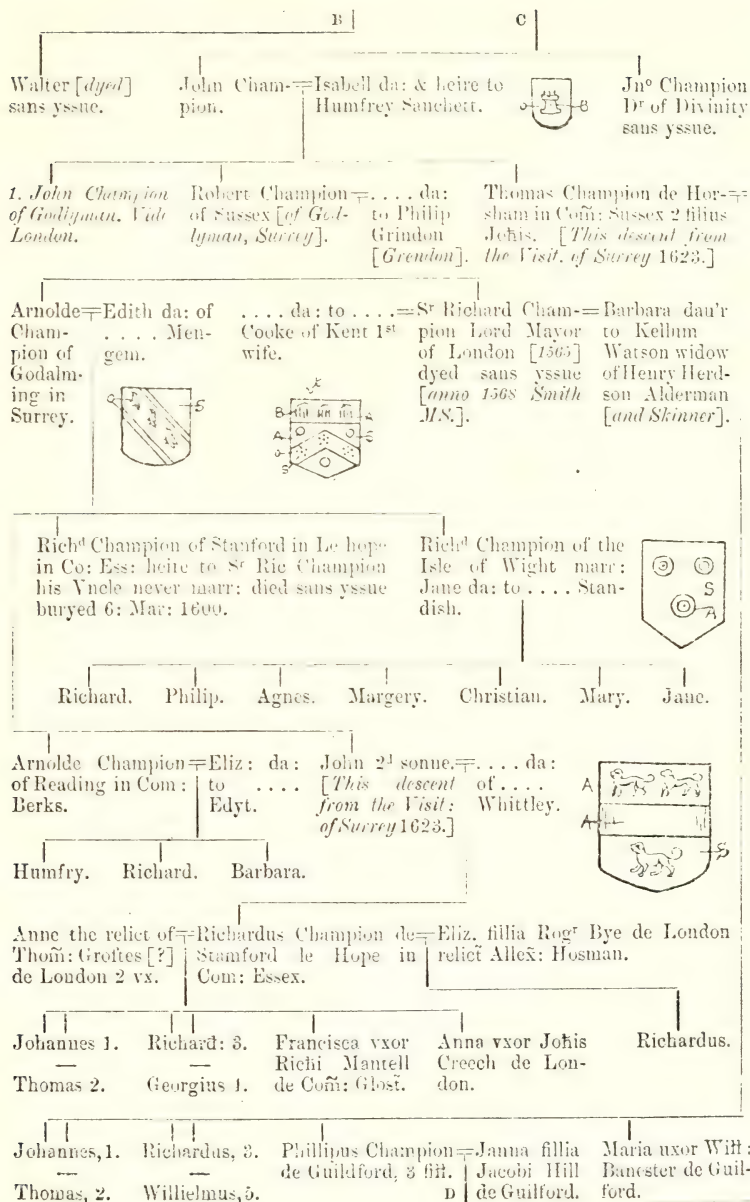 B C
Walter [dyed] sans yssue.
John Champion.
Isabell da: & heire to Humfrey Sanchett.
Jnº Champion Dr of Divinity sans yssue.
1. John Champion of Godlyman. Vide London.
Robert Champion of Sussex [of Godlyman, Surrey].
. . . . da: to Philip Grindon [Grendon].
Thomas Champion de Horsham in Com̃: Sussex 2 filius Joh̃is. [This descent from the Visit. of Surrey 1623.]
Arnolde Champion of Godalming in Surrey.
Edith da: of . . . . Mengem.
. . . . da: to . . . . Cooke of Kent 1st wife.
Sr Richard Champion Lord Mayor of London [1565] dyed sans yssue [anno 1568 Smith MS.].
Barbara dau'r to Kellum Watson widow of Henry Herdson Alderman [and Skinner].
Richd Champion of Stanford in Le hope in Co: Ess: heite to Sr Ric Champion his Vncle never marr: died sans yssue buryed 6: Mar: 1600.
Richd Champion of the Isle of Wight marr: Jane da: to . . . . Standish.
S
A
Richard. Philip. Agnes. Margery. Christian. Mary. Jane.
Arnolde Champion of Reading in Com: Berks.
Eliz: da: to . . . . Edyt.
John 2d sonne. [This descent from the Visit: of Surrey 1623.]
. . . . da: of . . . . Whittley.
A
A
S
Humfry. Richard. Barbara.
Anne the relict of Thom̃: Groftes [?] de London 2 vx.
Richardus Champion de Stamford le Hope in Com: Essex.
Eliz. fillia Rogr Bye de London relict̃ Allex̃: Hosman.
Johannes 1.
—
Thomas 2.
Richard: 3.
—
Georgius 1.
Francisca vxor Richi Mantell de Com̃: Glost̃.
Anna vxor Joh̃is Creech de London.
Richardus.
Johannes, 1.
—
Thomas, 2.
Richardus, 3.
—
Willielmus, 5.
Phillipus Champion de Guildford, 3 fil̃l.
Janna fillia Jacobi Hill de Guilford.
Maria uxor Will̃: Banester de Guilford.
D